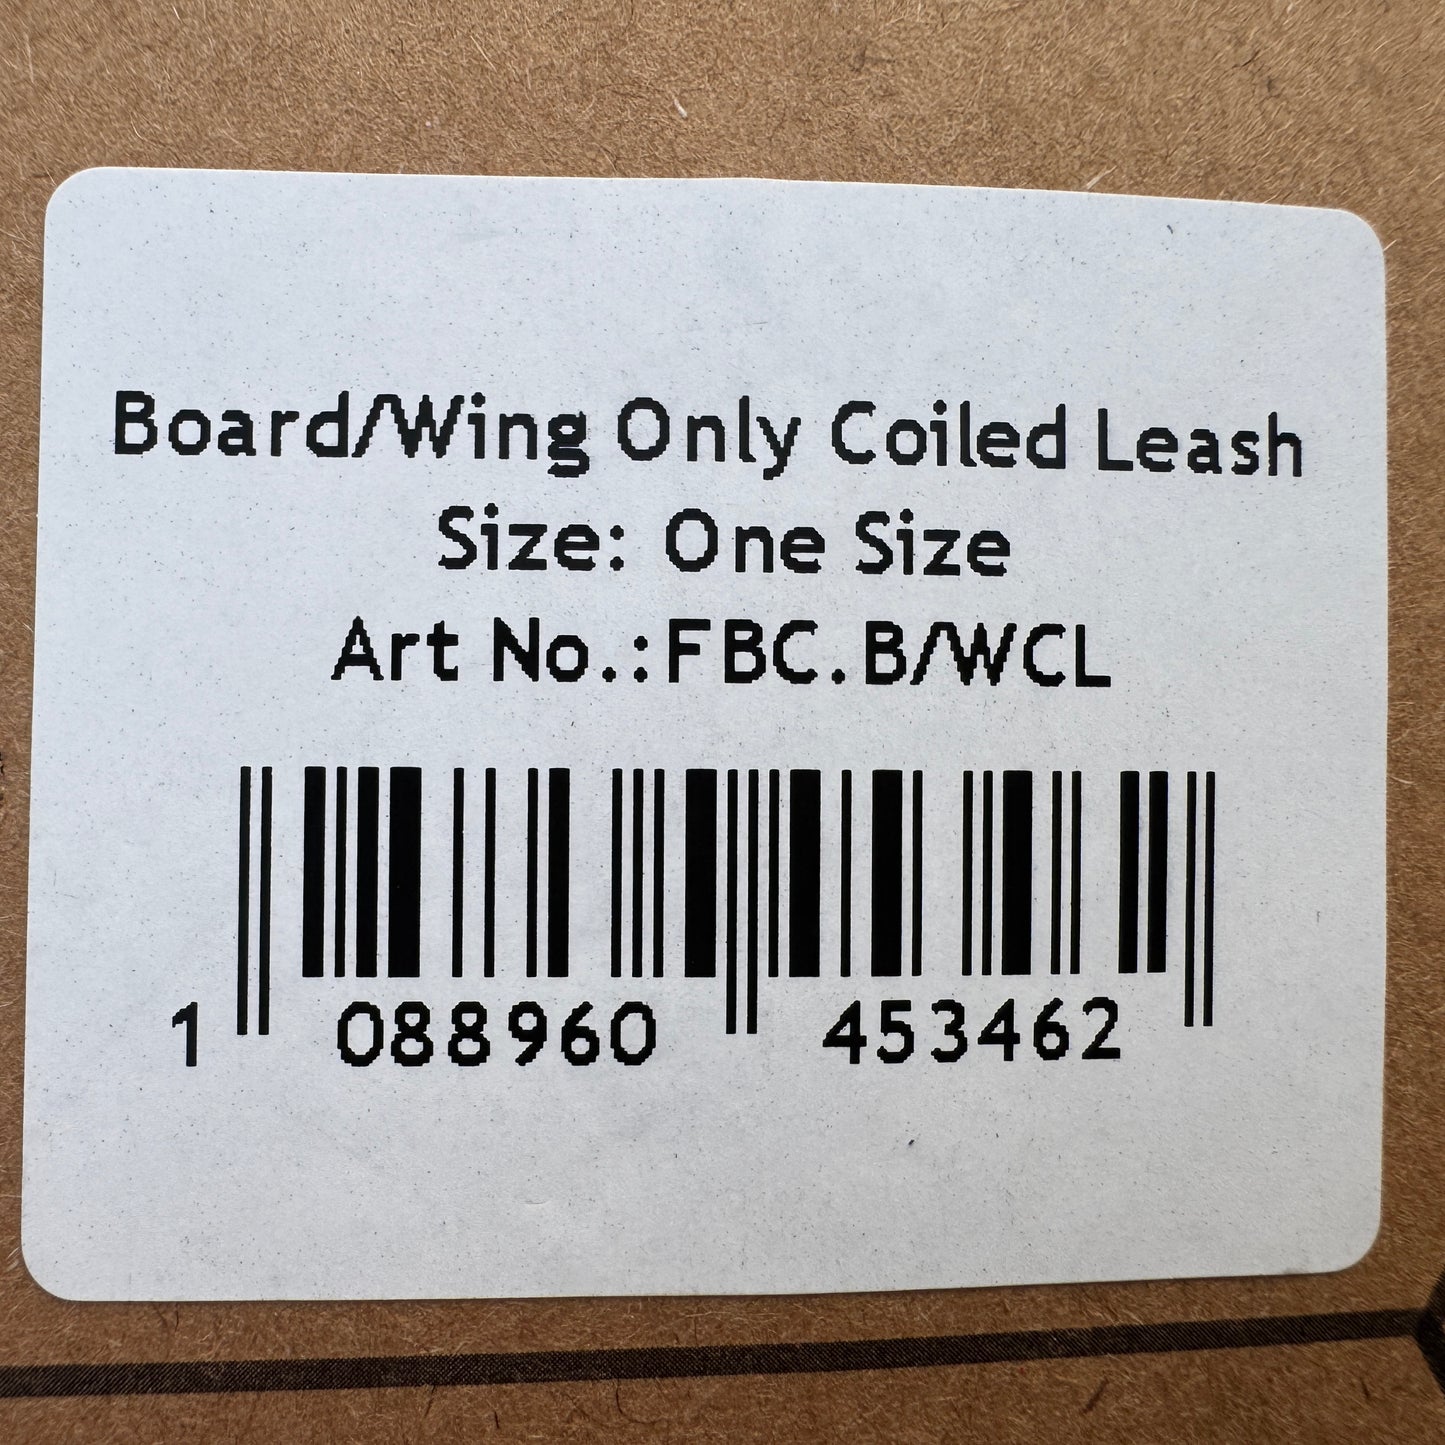 Board/Wing Only Coiled Leash
Size: One Size
Art No.:FBC.B/WCL
1 088960 453462